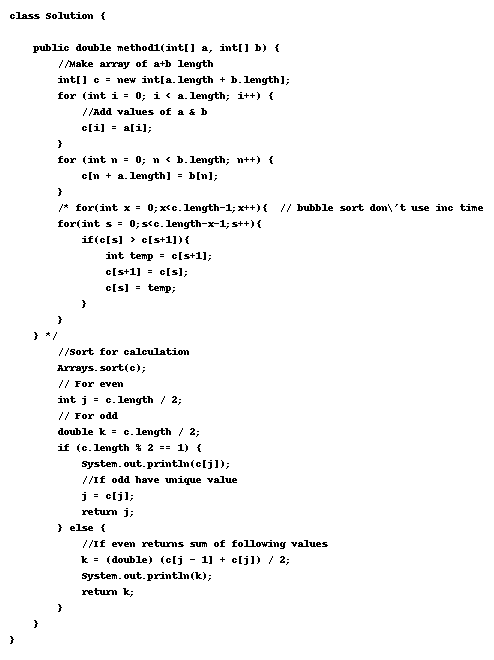 class Solution {
    public double method1(int[] a, int[] b) {
        //Make array of a+b length
        int[] c = new int[a.length + b.length];
        for (int i = 0; i < a.length; i++) {
            //Add values of a & b
            c[i] = a[i];
        }
        for (int n = 0; n < b.length; n++) {
            c[n + a.length] = b[n];
        }
        /* for(int x = 0;x<c.length-1;x++){  // bubble sort don\'t use inc time
        for(int s = 0;s<c.length-x-1;s++){
            if(c[s] > c[s+1]){
                int temp = c[s+1];
                c[s+1] = c[s];
                c[s] = temp;
            }
        }
    } */
        //Sort for calculation
        Arrays.sort(c);
        // For even
        int j = c.length / 2;
        // For odd
        double k = c.length / 2;
        if (c.length % 2 == 1) {
            System.out.println(c[j]);
            //If odd have unique value
            j = c[j];
            return j;
        } else {
            //If even returns sum of following values
            k = (double) (c[j - 1] + c[j]) / 2;
            System.out.println(k);
            return k;
        }
    }
}